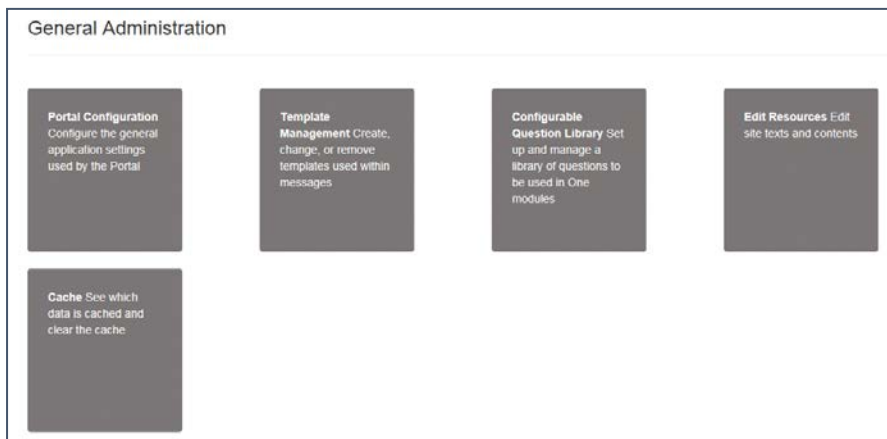 General Administration
Portal Configuration
Configure the general
application settings
used by the Portal
Template
Management Create,
change, or remove
templates used within
messages
Configurable
Question Library Set
up and manage a
library of questions to
be used in One
modules
Edit Resources Edit
site texts and contents
Cache See which
data is cached and
clear the cache